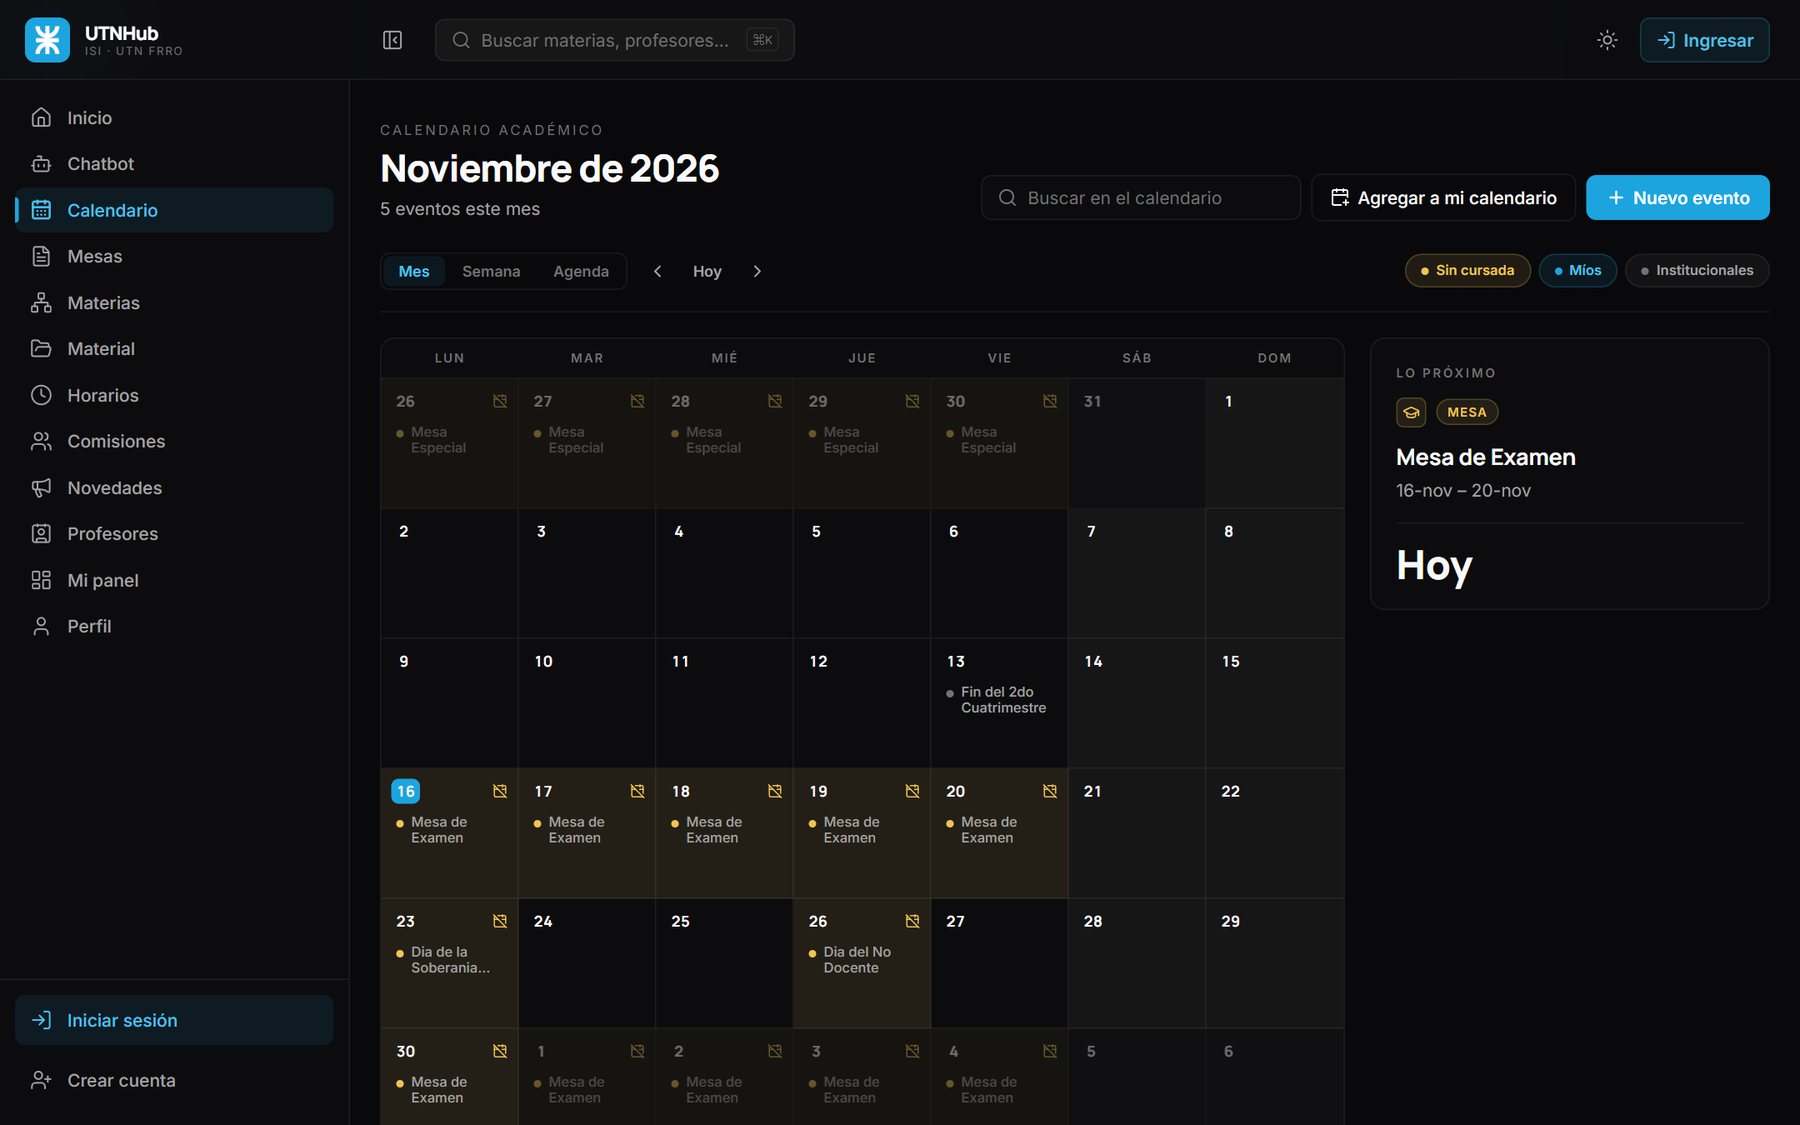 UTNHub
ISI · UTN FRRO
Buscar materias, profesores...
⌘K
Ingresar
Inicio
Chatbot
Calendario
Mesas
Materias
Material
Horarios
Comisiones
Novedades
Profesores
Mi panel
Perfil
Iniciar sesión
Crear cuenta
CALENDARIO ACADÉMICO
Noviembre de 2026
5 eventos este mes
Buscar en el calendario
Agregar a mi calendario
Nuevo evento
Mes
Semana
Agenda
Hoy
Sin cursada
Míos
Institucionales
LUN MAR MIÉ JUE VIE SÁB DOM
26 27 28 29 30 31 1
Mesa Mesa Mesa Mesa Mesa
Especial Especial Especial Especial Especial
2 3 4 5 6 7 8
9 10 11 12 13 14 15
Fin del 2do
Cuatrimestre
16 17 18 19 20 21 22
Mesa de Mesa de Mesa de Mesa de Mesa de
Examen Examen Examen Examen Examen
23 24 25 26 27 28 29
Dia de la Dia del No
Soberania... Docente
30 1 2 3 4 5 6
Mesa de Mesa de Mesa de Mesa de Mesa de
Examen Examen Examen Examen Examen
LO PRÓXIMO
MESA
Mesa de Examen
16-nov – 20-nov
Hoy